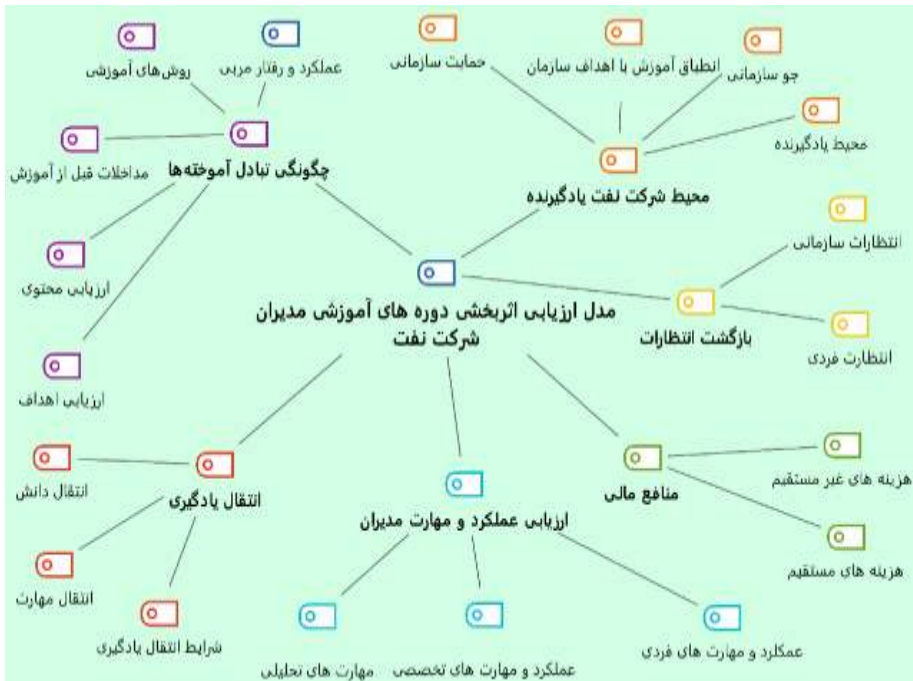 حمایت سازمانی
انطباق آموزش با اهداف سازمان
جو سازمانی
محیط یادگیرنده
محیط شرکت نفت یادگیرنده
عملکرد و رفتار مربی
روش‌های آموزشی
چگونگی تبادل آموخته‌ها
مداخلات قبل از آموزش
ارزیابی محتوی
ارزیابی اهداف
انتظارات سازمانی
بازگشت انتظارات
انتظارت فردی
مدل ارزیابی اثربخشی دوره های آموزشی مدیران
شرکت نفت
هزینه های غیر مستقیم
منافع مالی
هزینه های مستقیم
ارزیابی عملکرد و مهارت مدیران
عمکلرد و مهارت های فردی
عملکرد و مهارت های تخصصی
مهارت های تحلیلی
انتقال یادگیری
انتقال دانش
انتقال مهارت
شرایط انتقال یادگیری